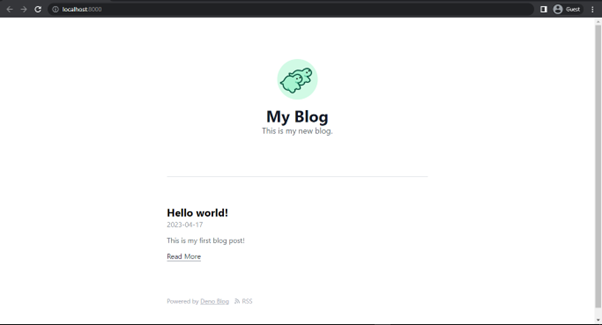 localhost:8000
Guest
My Blog
This is my new blog.
Hello world!
2023-04-17
This is my first blog post!
Read More
Powered by Deno Blog RSS